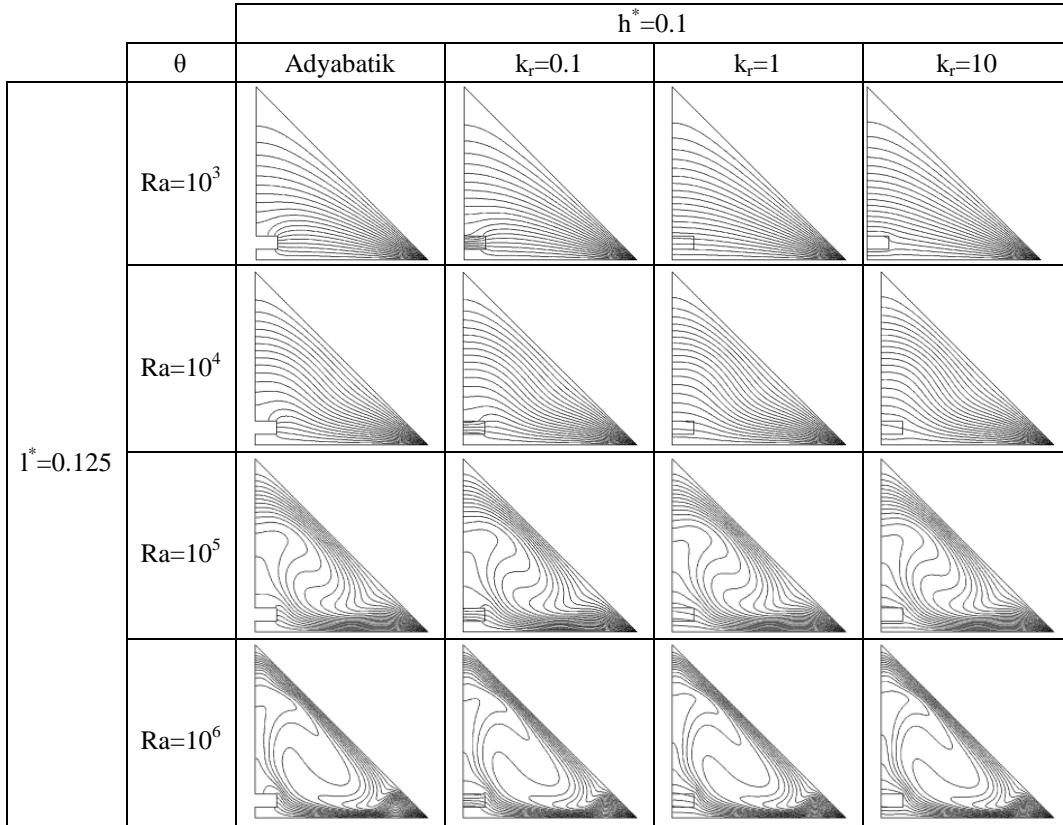 h*=0.1
θ Adyabatik kᵣ=0.1 kᵣ=1 kᵣ=10
Ra=10³
Ra=10⁴
l*=0.125
Ra=10⁵
Ra=10⁶